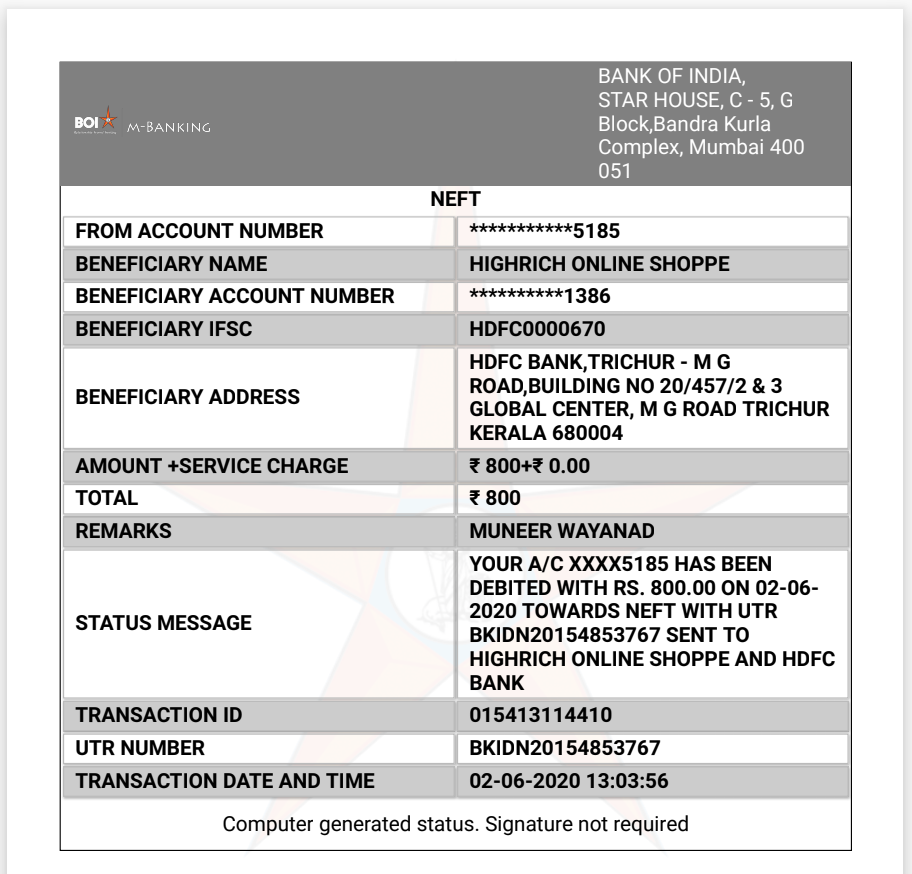 BOI
M-BANKING
BANK OF INDIA,
STAR HOUSE, C - 5, G
Block,Bandra Kurla
Complex, Mumbai 400
051
NEFT
FROM ACCOUNT NUMBER ***********5185
BENEFICIARY NAME HIGHRICH ONLINE SHOPPE
BENEFICIARY ACCOUNT NUMBER **********1386
BENEFICIARY IFSC HDFC0000670
BENEFICIARY ADDRESS
HDFC BANK,TRICHUR - M G
ROAD,BUILDING NO 20/457/2 & 3
GLOBAL CENTER, M G ROAD TRICHUR
KERALA 680004
AMOUNT +SERVICE CHARGE ₹ 800+₹ 0.00
TOTAL ₹ 800
REMARKS MUNEER WAYANAD
STATUS MESSAGE
YOUR A/C XXXX5185 HAS BEEN
DEBITED WITH RS. 800.00 ON 02-06-
2020 TOWARDS NEFT WITH UTR
BKIDN20154853767 SENT TO
HIGHRICH ONLINE SHOPPE AND HDFC
BANK
TRANSACTION ID 015413114410
UTR NUMBER BKIDN20154853767
TRANSACTION DATE AND TIME 02-06-2020 13:03:56
Computer generated status. Signature not required